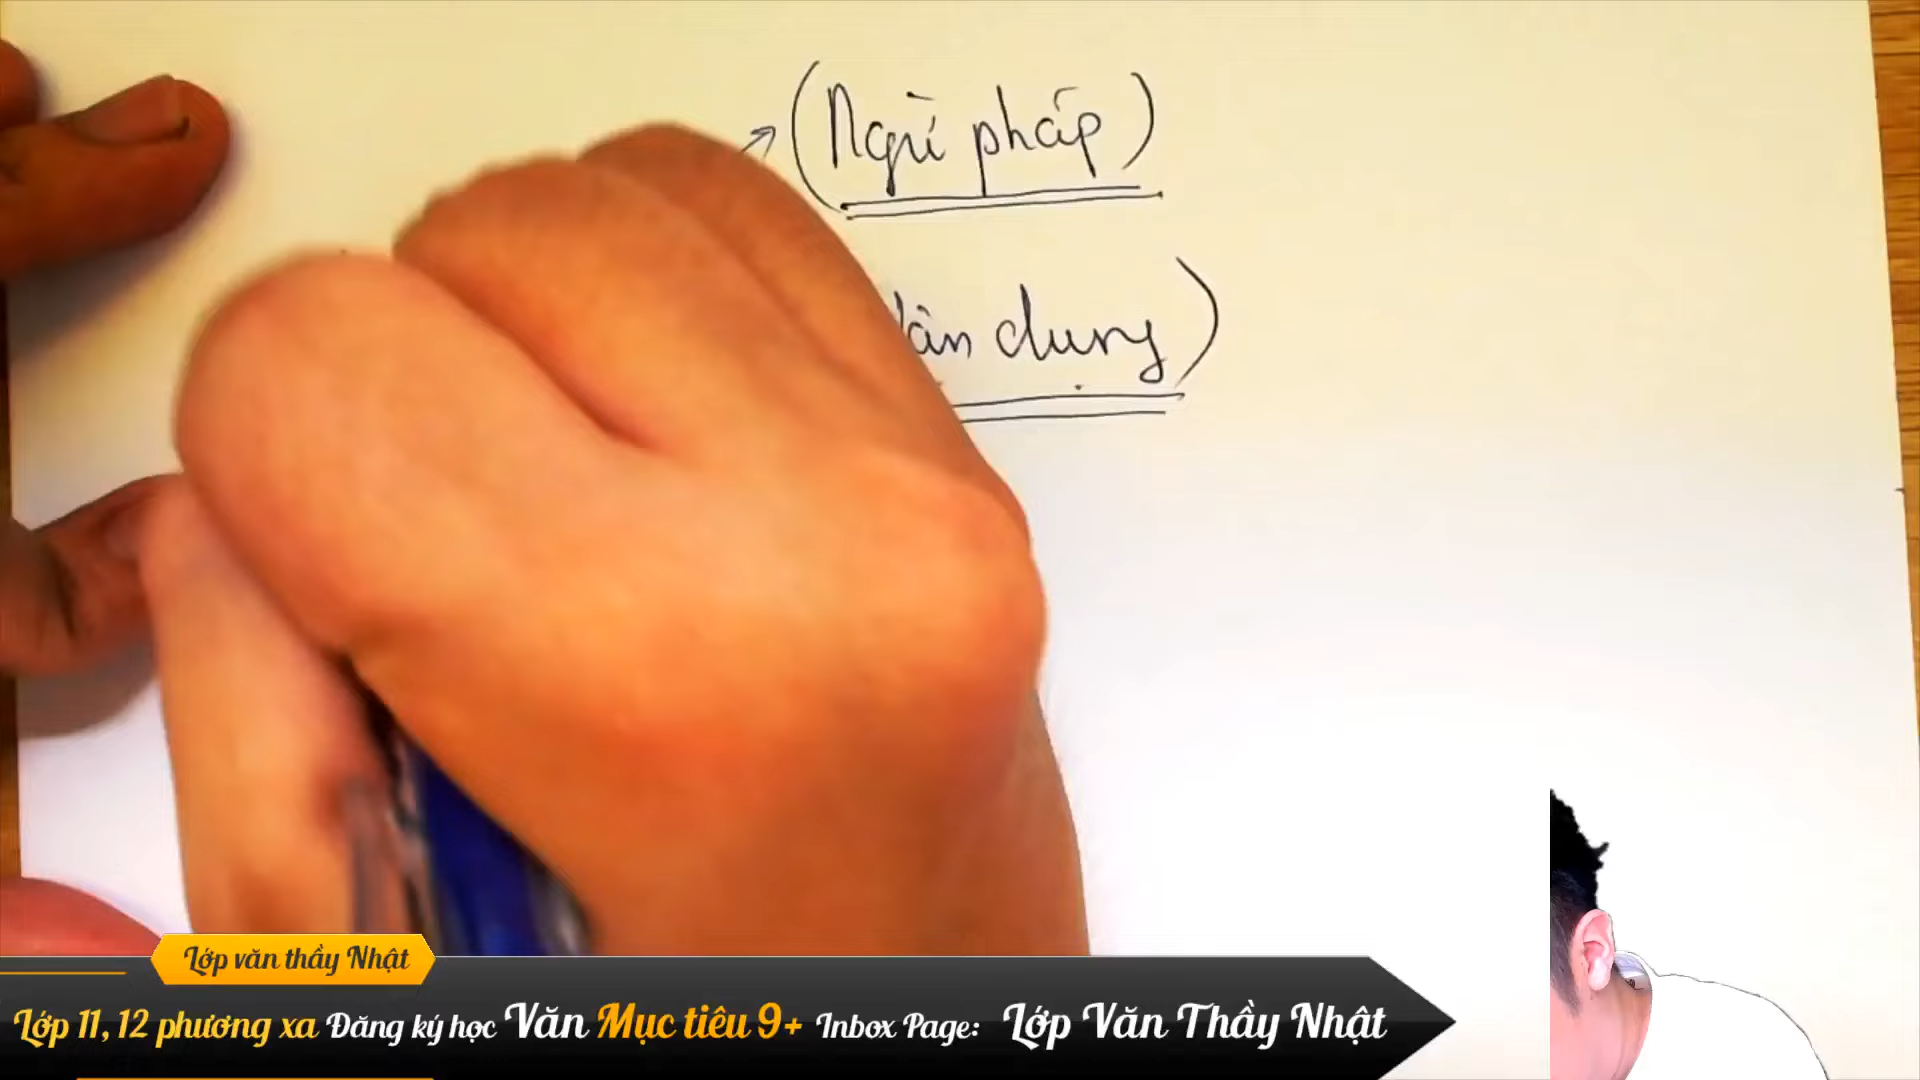 (Ngữ pháp)
dụng)
Lớp văn thầy Nhật
Lớp 11, 12 phương xa Đăng ký học Văn Mục tiêu 9+ Inbox Page: Lớp Văn Thầy Nhật